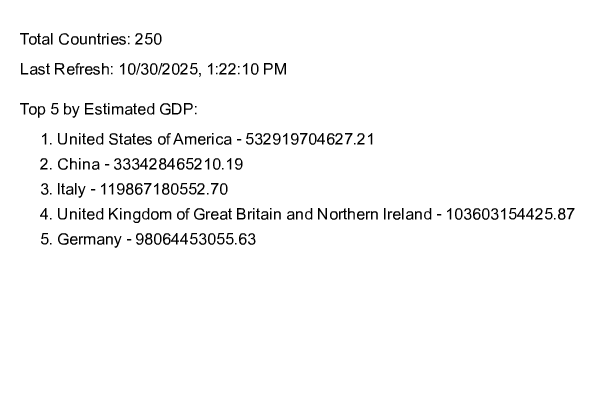 Total Countries: 250
Last Refresh: 10/30/2025, 1:22:10 PM
Top 5 by Estimated GDP:
1. United States of America - 532919704627.21
2. China - 333428465210.19
3. Italy - 119867180552.70
4. United Kingdom of Great Britain and Northern Ireland - 103603154425.87
5. Germany - 98064453055.63